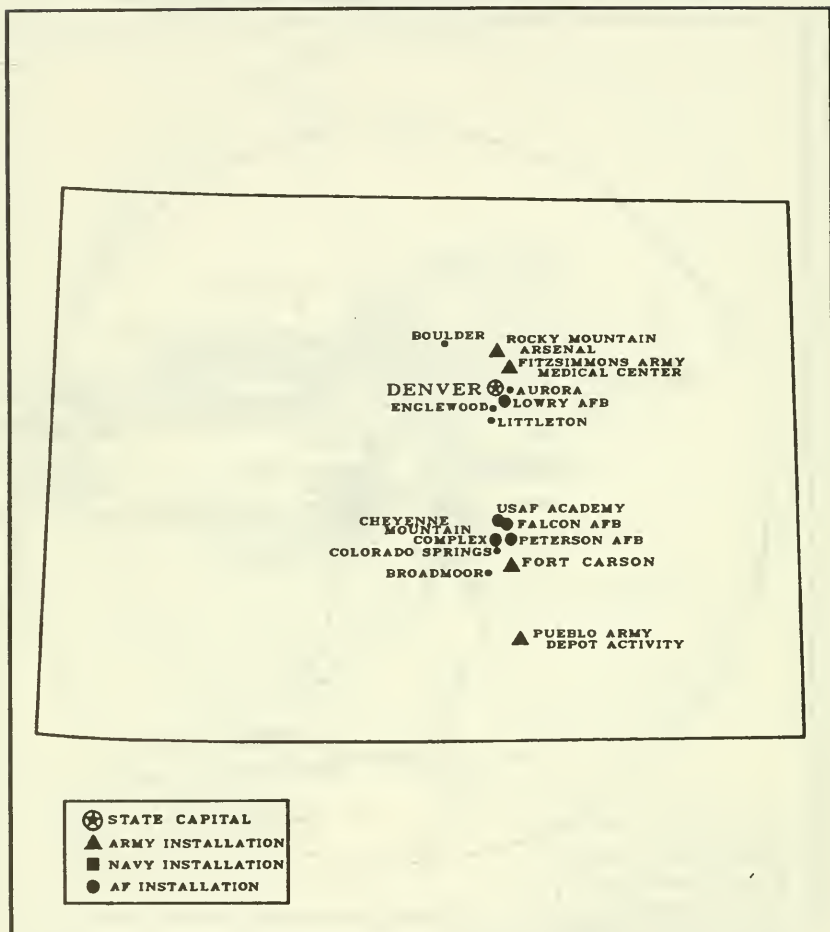 BOULDER
ROCKY MOUNTAIN
ARSENAL
FITZSIMMONS ARMY
MEDICAL CENTER
DENVER
AURORA
LOWRY AFB
ENGLEWOOD
LITTLETON
USAF ACADEMY
CHEYENNE
MOUNTAIN
COMPLEX
FALCON AFB
PETERSON AFB
COLORADO SPRINGS
FORT CARSON
BROADMOOR
PUEBLO ARMY
DEPOT ACTIVITY
STATE CAPITAL
ARMY INSTALLATION
NAVY INSTALLATION
AF INSTALLATION